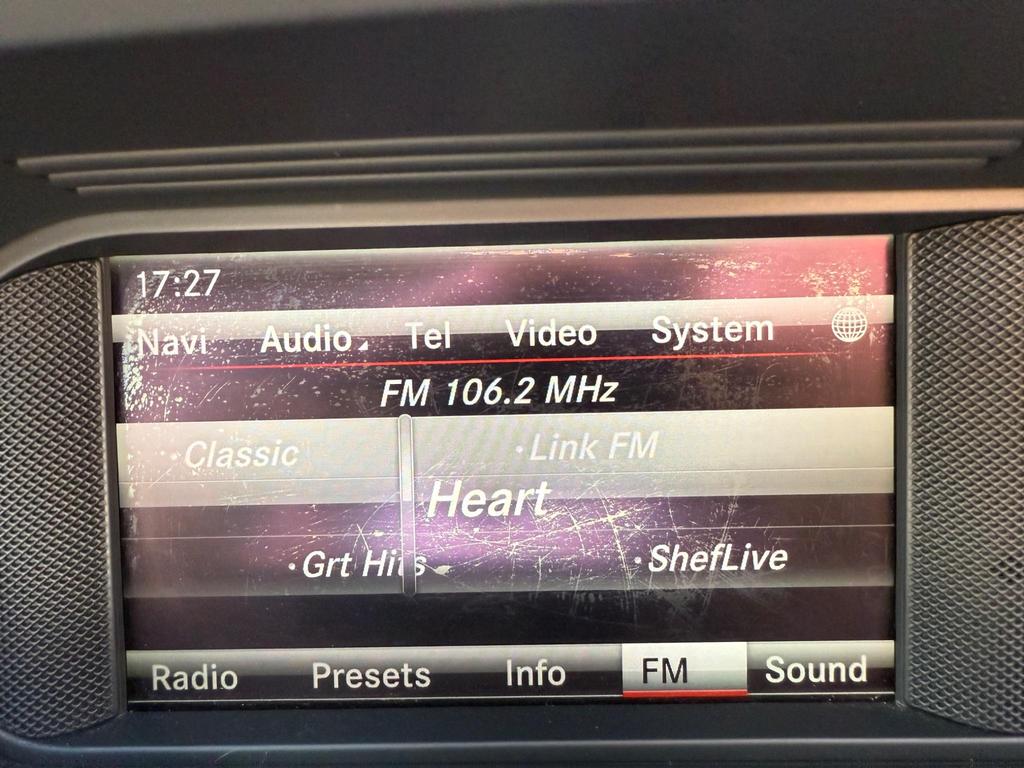 17:27
Navi Audio Tel Video System
FM 106.2 MHz
Classic Link FM
Heart
Grt Hits ShefLive
Radio Presets Info FM Sound